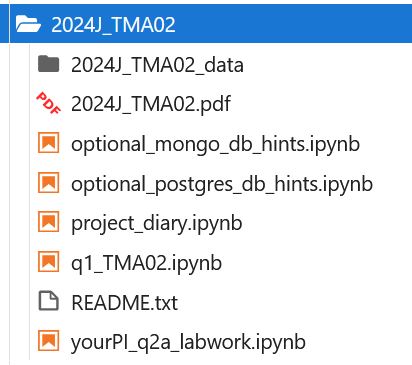 2024J_TMA02
2024J_TMA02_data
PDF 2024J_TMA02.pdf
optional_mongo_db_hints.ipynb
optional_postgres_db_hints.ipynb
project_diary.ipynb
q1_TMA02.ipynb
README.txt
yourPI_q2a_labwork.ipynb